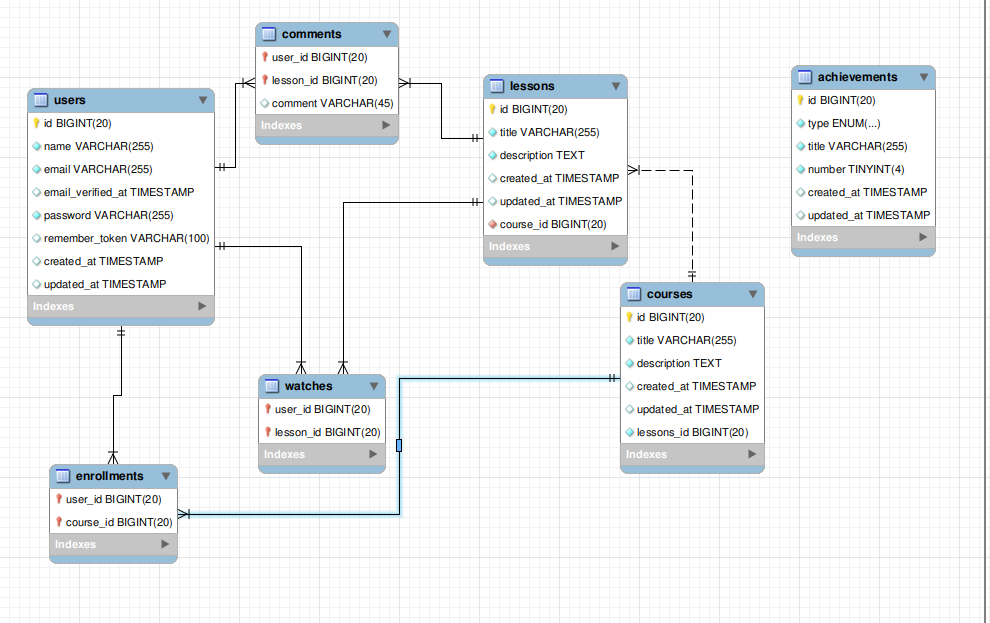 comments
user_id BIGINT(20)
lesson_id BIGINT(20)
comment VARCHAR(45)
Indexes
users
id BIGINT(20)
name VARCHAR(255)
email VARCHAR(255)
email_verified_at TIMESTAMP
password VARCHAR(255)
remember_token VARCHAR(100)
created_at TIMESTAMP
updated_at TIMESTAMP
Indexes
lessons
id BIGINT(20)
title VARCHAR(255)
description TEXT
created_at TIMESTAMP
updated_at TIMESTAMP
course_id BIGINT(20)
Indexes
achievements
id BIGINT(20)
type ENUM(...)
title VARCHAR(255)
number TINYINT(4)
created_at TIMESTAMP
updated_at TIMESTAMP
Indexes
courses
id BIGINT(20)
title VARCHAR(255)
description TEXT
created_at TIMESTAMP
updated_at TIMESTAMP
lessons_id BIGINT(20)
Indexes
watches
user_id BIGINT(20)
lesson_id BIGINT(20)
Indexes
enrollments
user_id BIGINT(20)
course_id BIGINT(20)
Indexes